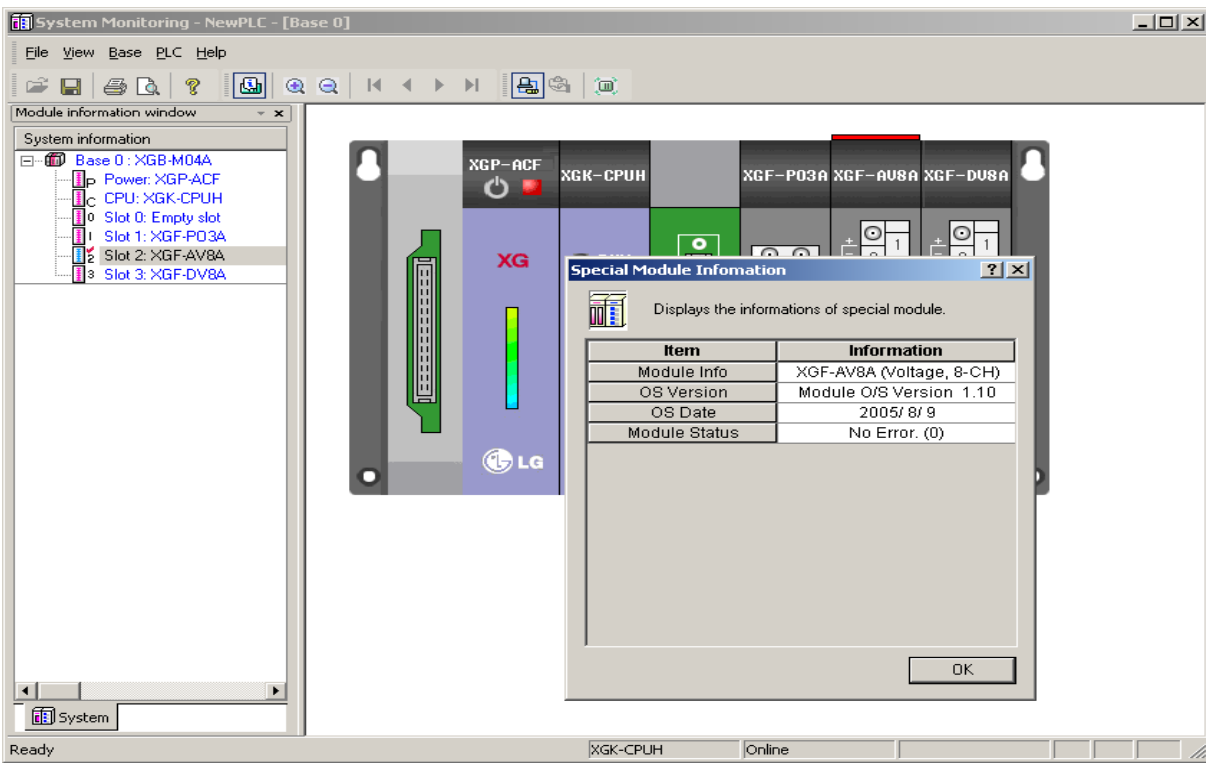 System Monitoring - NewPLC - [Base 0]
File View Base PLC Help
Module information window
System information
Base 0 : XGB-M04A
Power: XGP-ACF
CPU: XGK-CPUH
Slot 0: Empty slot
Slot 1: XGF-PO3A
Slot 2: XGF-AV8A
Slot 3: XGF-DV8A
System
XGP-ACF
XGK-CPUH
XGF-PO3A
XGF-AV8A
XGF-DV8A
XG
LG
1
1
Special Module Infomation
Displays the informations of special module.
Item Information
Module Info XGF-AV8A (Voltage, 8-CH)
OS Version Module O/S Version 1.10
OS Date 2005/ 8/ 9
Module Status No Error. (0)
OK
Ready XGK-CPUH Online